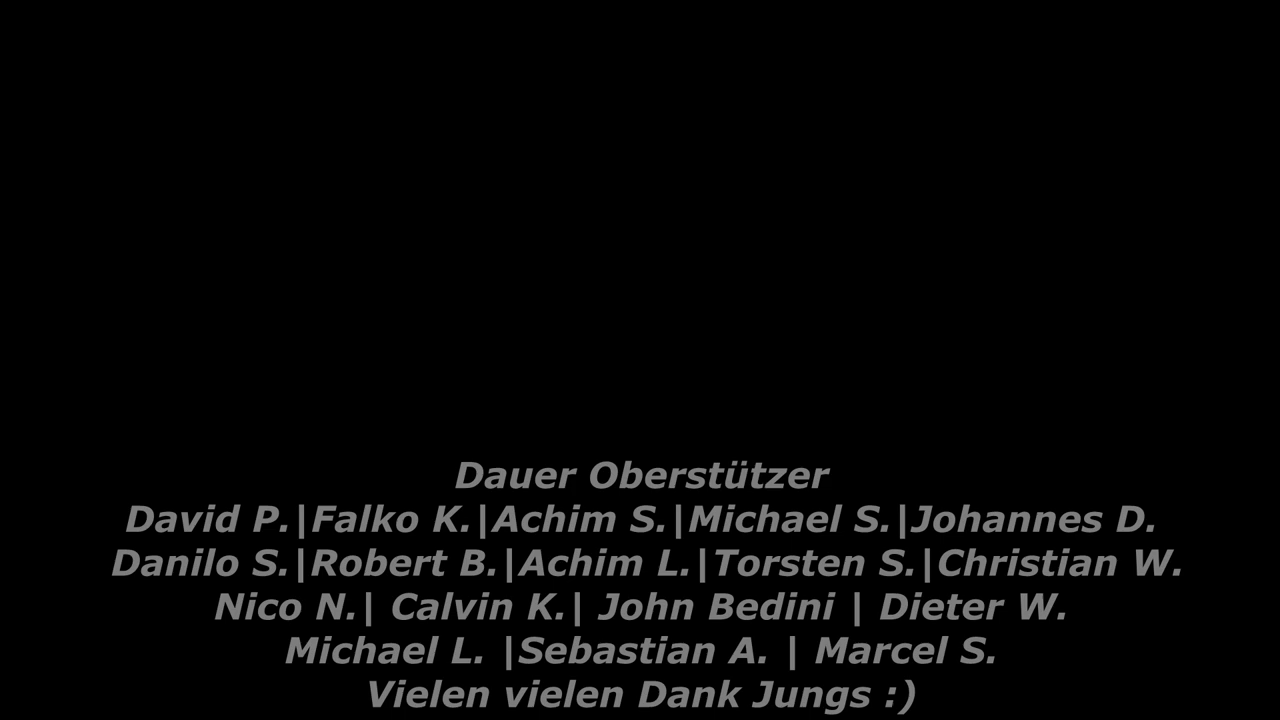 Dauer Oberstützer
David P.|Falko K.|Achim S.|Michael S.|Johannes D.
Danilo S.|Robert B.|Achim L.|Torsten S.|Christian W.
Nico N.| Calvin K.| John Bedini | Dieter W.
Michael L. |Sebastian A. | Marcel S.
Vielen vielen Dank Jungs :)